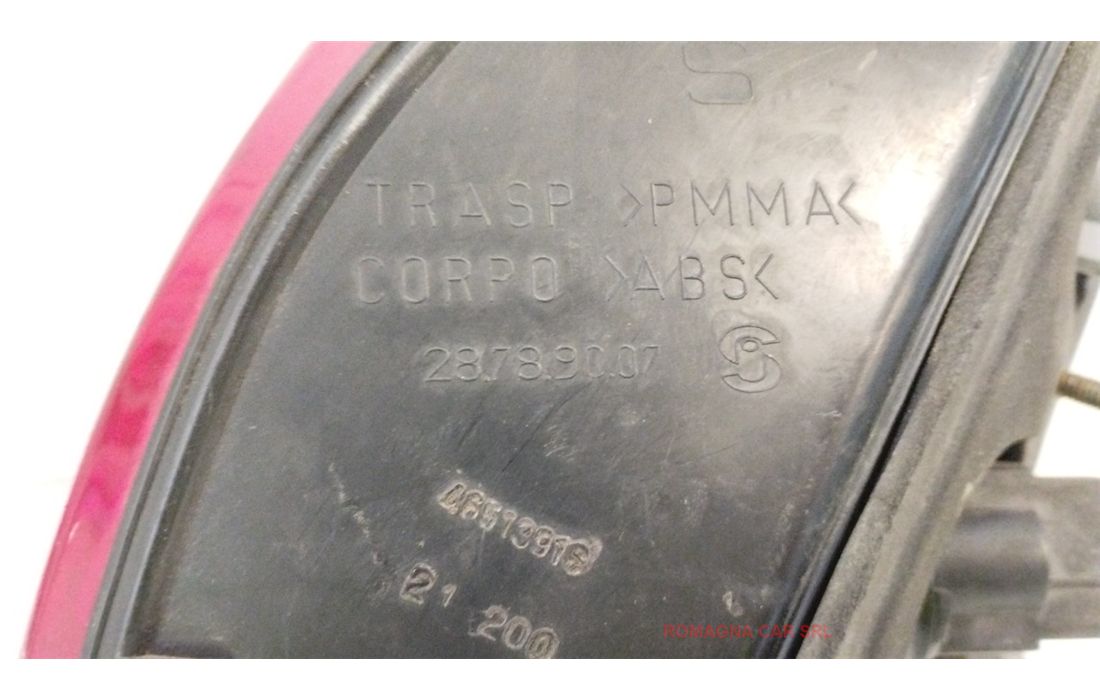 S
TRASP >PMMA<
CORPO >ABS<
28.78.90.07
46513916
21 200
ROMAGNA CAR SRL